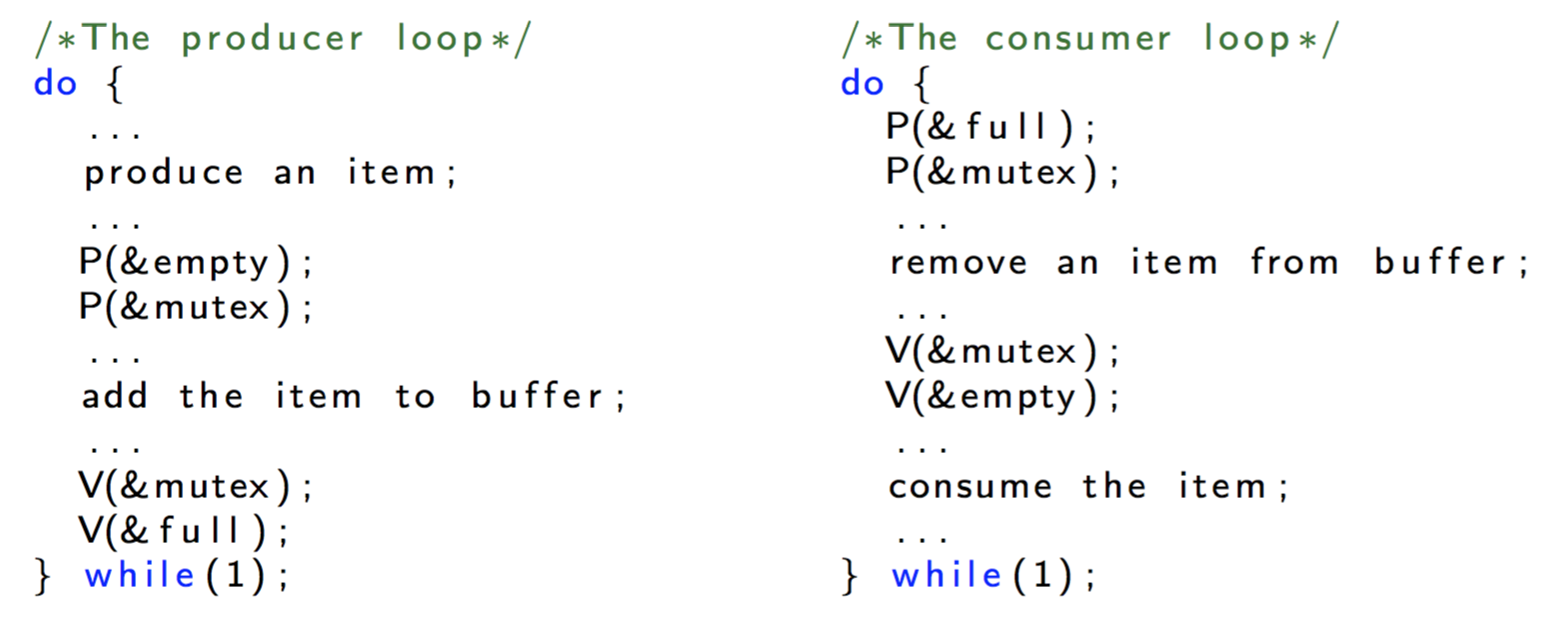 /*The producer loop*/
do {
...
produce an item;
...
P(&empty);
P(&mutex);
...
add the item to buffer;
...
V(&mutex);
V(&full);
} while(1);
/*The consumer loop*/
do {
P(&full);
P(&mutex);
...
remove an item from buffer;
...
V(&mutex);
V(&empty);
...
consume the item;
...
} while(1);